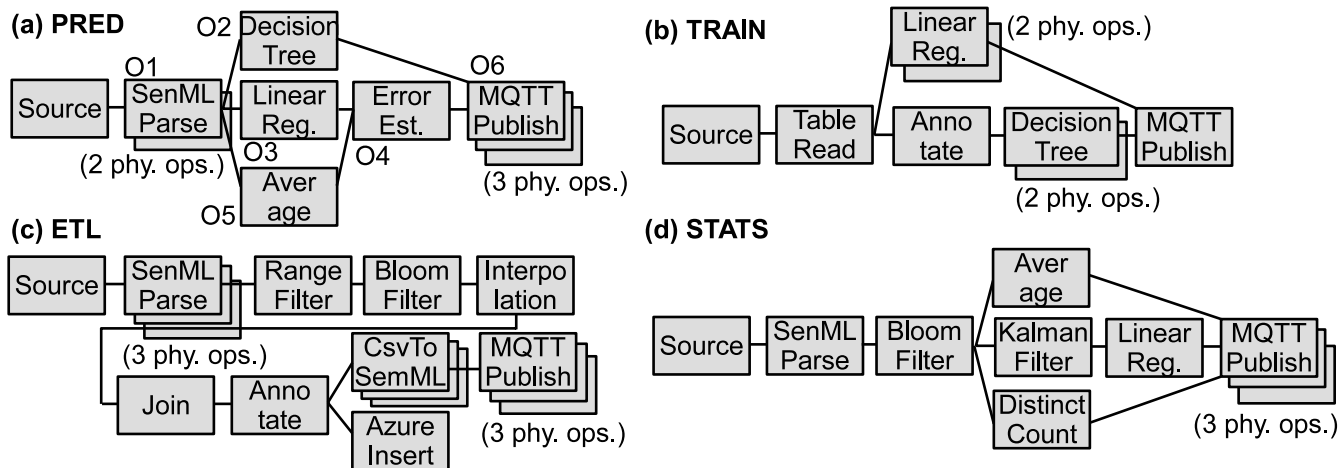 (a) PRED
O2
Decision
Tree
O1
O6
Source
SenML
Parse
Linear
Reg.
Error
Est.
MQTT
Publish
(2 phy. ops.)
O3
O4
(3 phy. ops.)
O5
Aver
age
(b) TRAIN
Linear
Reg.
(2 phy. ops.)
Source
Table
Read
Anno
tate
Decision
Tree
MQTT
Publish
(2 phy. ops.)
(c) ETL
Source
SenML
Parse
Range
Filter
Bloom
Filter
Interpo
lation
(3 phy. ops.)
Join
Anno
tate
CsvTo
SemML
MQTT
Publish
Azure
Insert
(3 phy. ops.)
(d) STATS
Aver
age
Source
SenML
Parse
Bloom
Filter
Kalman
Filter
Linear
Reg.
MQTT
Publish
Distinct
Count
(3 phy. ops.)